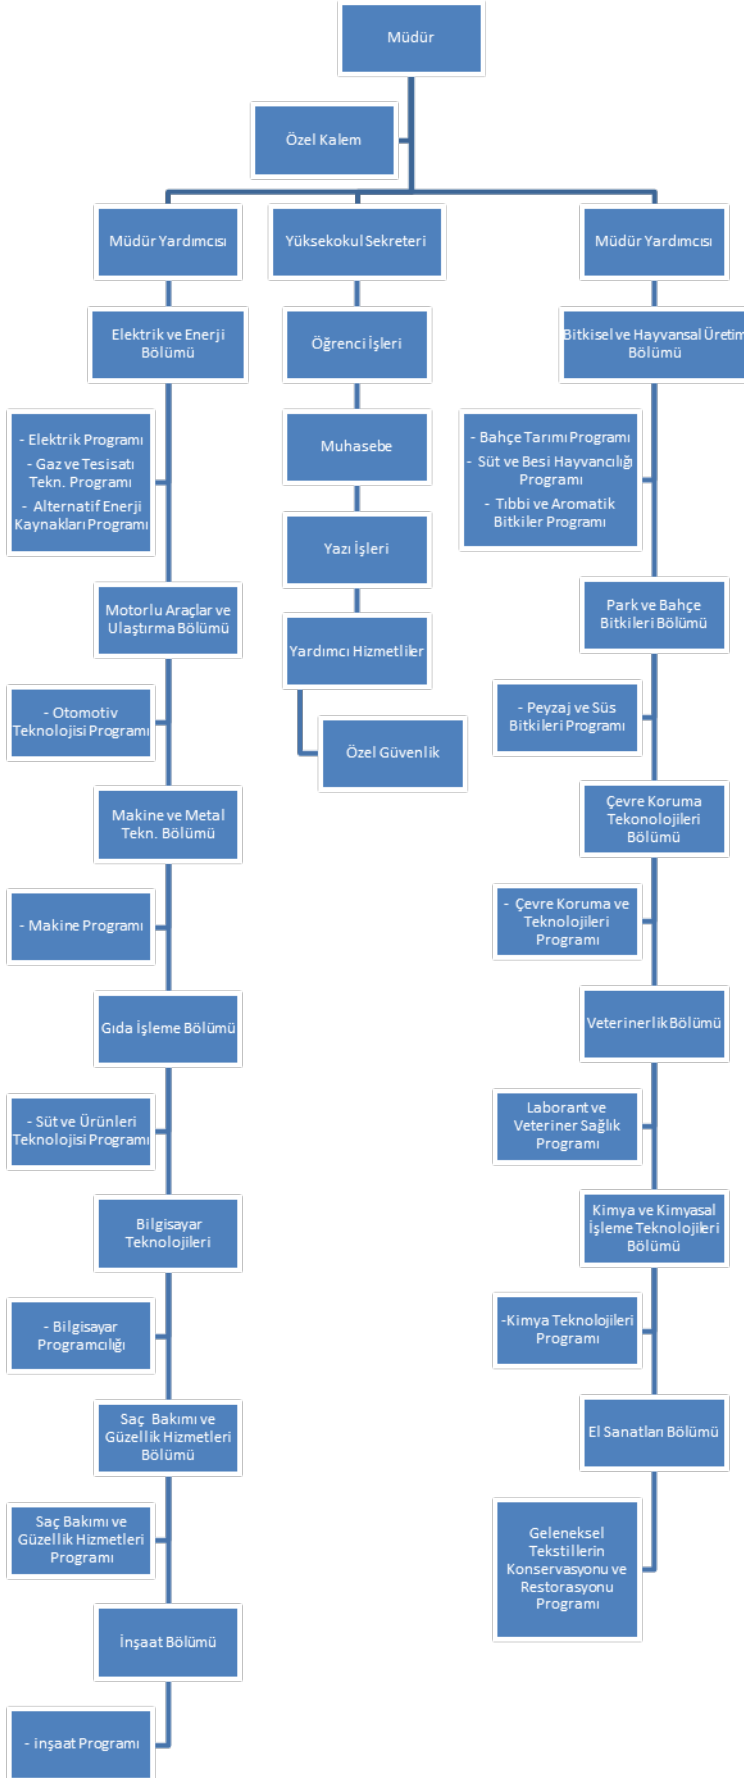 Müdür
Özel Kalem
Müdür Yardımcısı
Yüksekokul Sekreteri
Müdür Yardımcısı
Elektrik ve Enerji
Bölümü
- Elektrik Programı
- Gaz ve Tesisatı
Tekn. Programı
- Alternatif Enerji
Kaynakları Programı
Motorlu Araçlar ve
Ulaştırma Bölümü
- Otomotiv
Teknolojisi Programı
Makine ve Metal
Tekn. Bölümü
- Makine Programı
Gıda İşleme Bölümü
- Süt ve Ürünleri
Teknolojisi Programı
Bilgisayar
Teknolojileri
- Bilgisayar
Programcılığı
Saç Bakımı ve
Güzellik Hizmetleri
Bölümü
Saç Bakımı ve
Güzellik Hizmetleri
Programı
İnşaat Bölümü
- inşaat Programı
Öğrenci İşleri
Muhasebe
Yazı İşleri
Yardımcı Hizmetliler
Özel Güvenlik
Bitkisel ve Hayvansal Üretim
Bölümü
- Bahçe Tarımı Programı
- Süt ve Besi Hayvancılığı
Programı
- Tıbbi ve Aromatik
Bitkiler Programı
Park ve Bahçe
Bitkileri Bölümü
- Peyzaj ve Süs
Bitkileri Programı
Çevre Koruma
Tekonolojileri
Bölümü
- Çevre Koruma ve
Teknolojileri
Programı
Veterinerlik Bölümü
Laborant ve
Veteriner Sağlık
Programı
Kimya ve Kimyasal
İşleme Teknolojileri
Bölümü
-Kimya Teknolojileri
Programı
El Sanatları Bölümü
Geleneksel
Tekstillerin
Konservasyonu ve
Restorasyonu
Programı